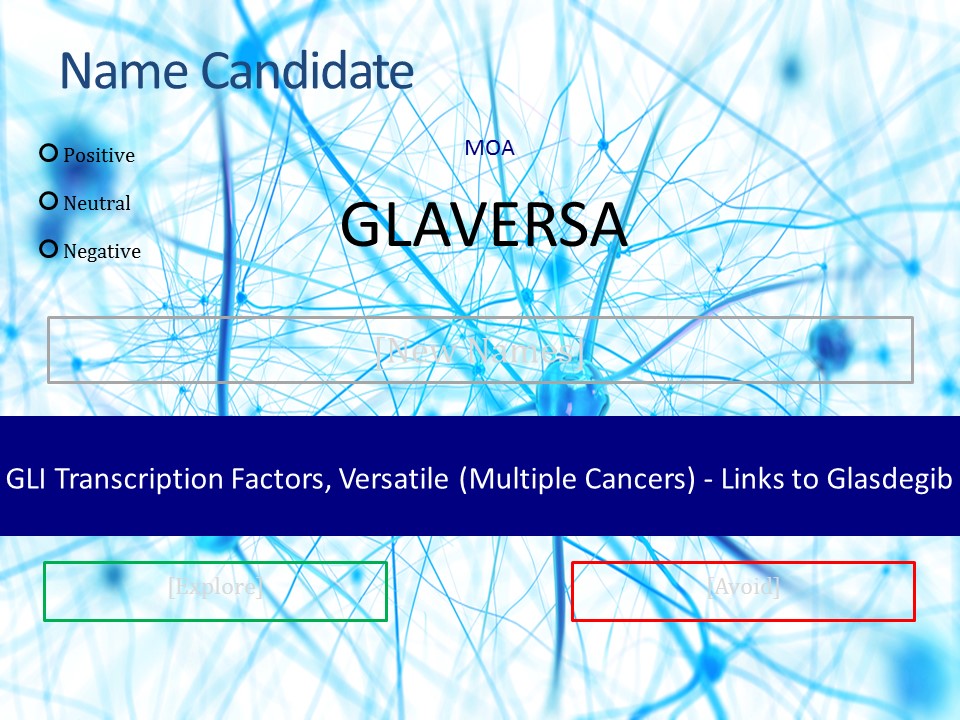 Name Candidate
Positive
Neutral
Negative
MOA
GLAVERSA
[New Names]
GLI Transcription Factors, Versatile (Multiple Cancers) - Links to Glasdegib
[Explore]
[Avoid]